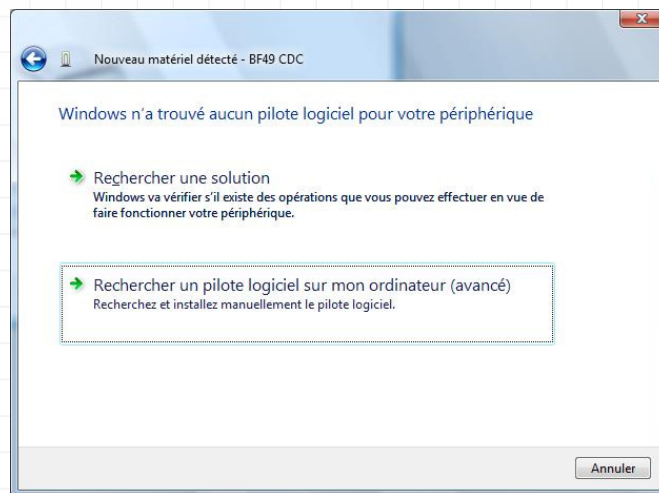 Nouveau matériel détecté - BF49 CDC
Windows n'a trouvé aucun pilote logiciel pour votre périphérique
Rechercher une solution
Windows va vérifier s'il existe des opérations que vous pouvez effectuer en vue de
faire fonctionner votre périphérique.
Rechercher un pilote logiciel sur mon ordinateur (avancé)
Recherchez et installez manuellement le pilote logiciel.
Annuler